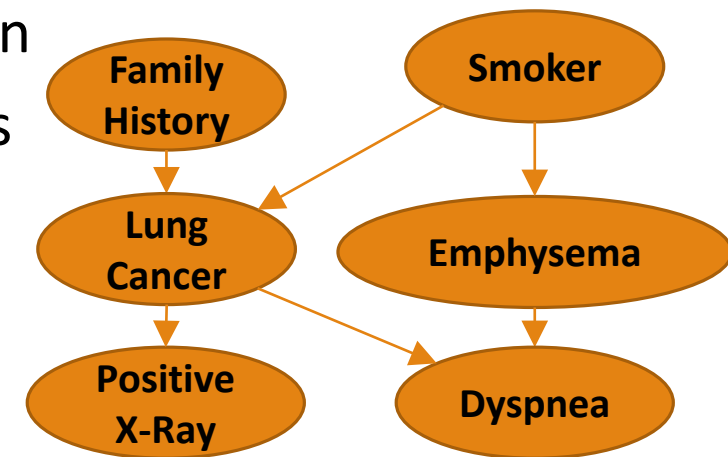 n
s
Family
History
Smoker
Lung
Cancer
Emphysema
Positive
X-Ray
Dyspnea